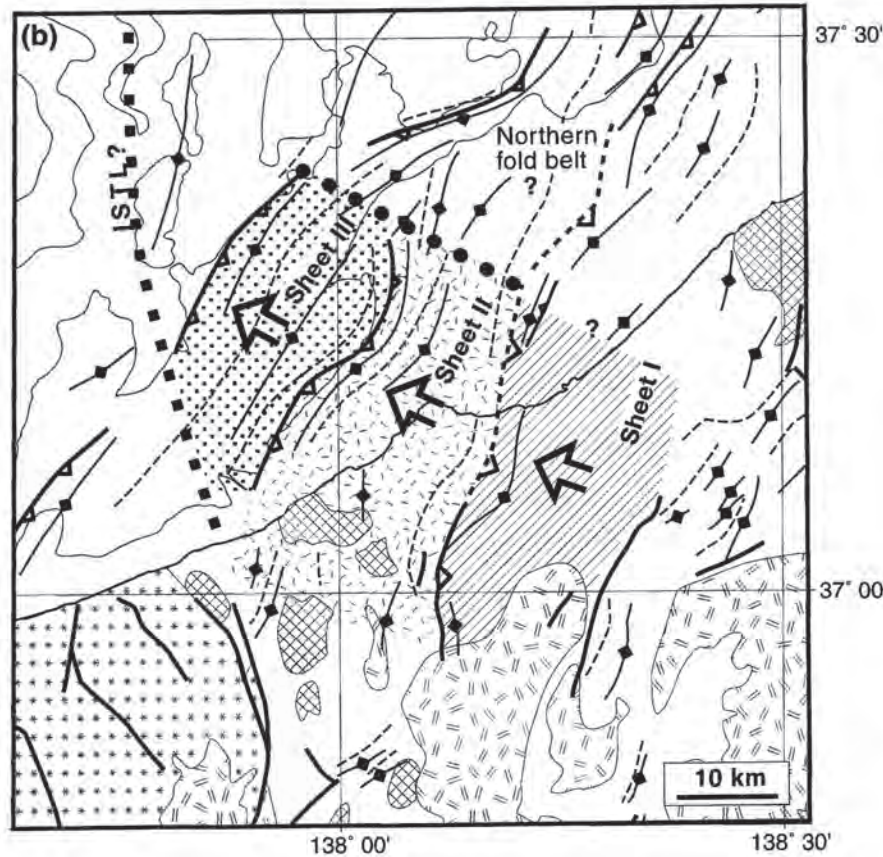 (b)
37° 30'
ISTL?
Northern
fold belt
?
Sheet III
Sheet II
?
Sheet I
37° 00'
10 km
138° 00'
138° 30'